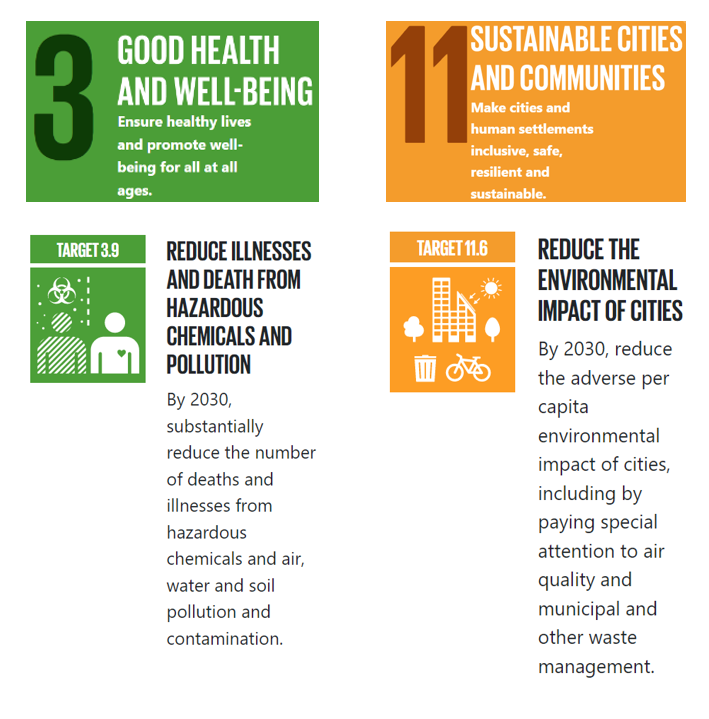 3
GOOD HEALTH
AND WELL-BEING
Ensure healthy lives
and promote well-
being for all at all
ages.
TARGET 3.9
REDUCE ILLNESSES
AND DEATH FROM
HAZARDOUS
CHEMICALS AND
POLLUTION
By 2030,
substantially
reduce the number
of deaths and
illnesses from
hazardous
chemicals and air,
water and soil
pollution and
contamination.
11
SUSTAINABLE CITIES
AND COMMUNITIES
Make cities and
human settlements
inclusive, safe,
resilient and
sustainable.
TARGET 11.6
REDUCE THE
ENVIRONMENTAL
IMPACT OF CITIES
By 2030, reduce
the adverse per
capita
environmental
impact of cities,
including by
paying special
attention to air
quality and
municipal and
other waste
management.